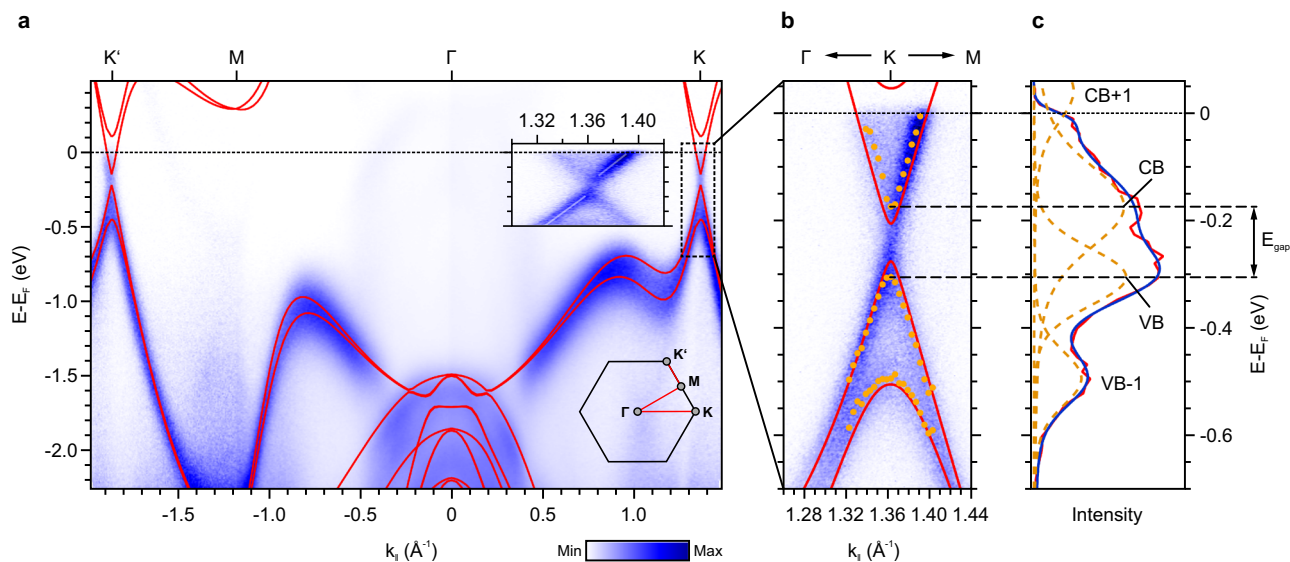 a
K‘ M Γ K
E-E_F (eV)
0
-0.5
-1.0
-1.5
-2.0
1.32 1.36 1.40
K‘
M
Γ K
-1.5 -1.0 -0.5 0 0.5 1.0
k_|| (Å⁻¹)
Min Max
b
Γ K M
1.28 1.32 1.36 1.40 1.44
k_|| (Å⁻¹)
c
CB+1
CB
VB
VB-1
0
-0.2
-0.4
-0.6
E_gap
E-E_F (eV)
Intensity